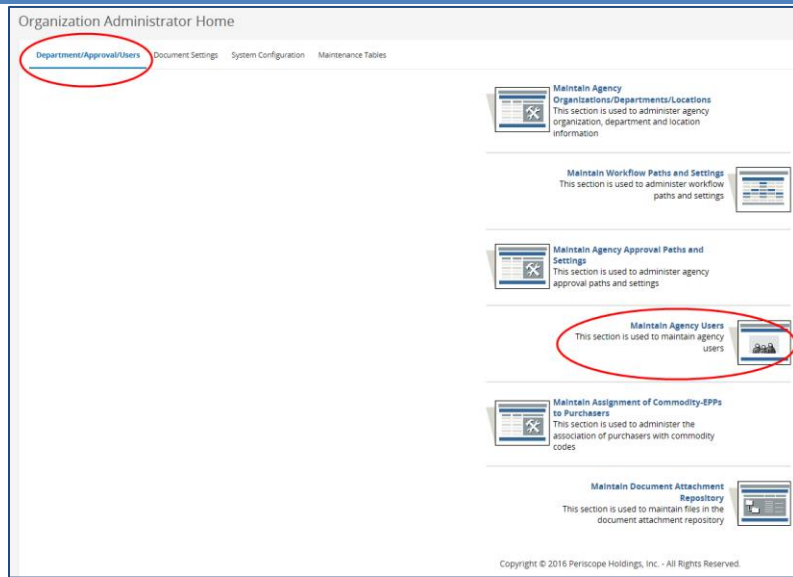 Organization Administrator Home
Department/Approval/Users Document Settings System Configuration Maintenance Tables
Maintain Agency
Organizations/Departments/Locations
This section is used to administer agency
organization, department and location
information
Maintain Workflow Paths and Settings
This section is used to administer workflow
paths and settings
Maintain Agency Approval Paths and
Settings
This section is used to administer agency
approval paths and settings
Maintain Agency Users
This section is used to maintain agency
users
Maintain Assignment of Commodity-EPPs
to Purchasers
This section is used to administer the
association of purchasers with commodity
codes
Maintain Document Attachment
Repository
This section is used to maintain files in the
document attachment repository
Copyright © 2016 Periscope Holdings, Inc. - All Rights Reserved.